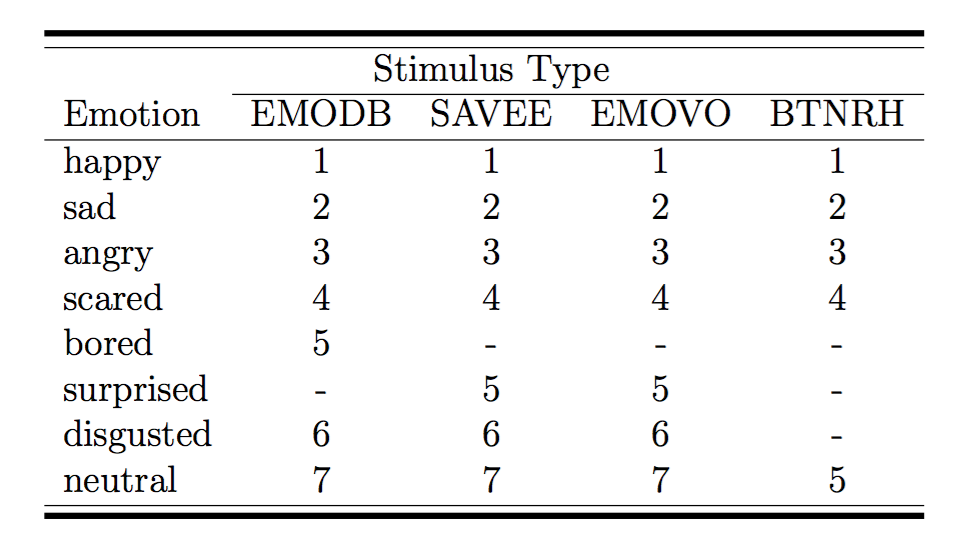 Stimulus Type
Emotion EMODB SAVEE EMOVO BTNRH
happy 1 1 1 1
sad 2 2 2 2
angry 3 3 3 3
scared 4 4 4 4
bored 5 - - -
surprised - 5 5 -
disgusted 6 6 6 -
neutral 7 7 7 5